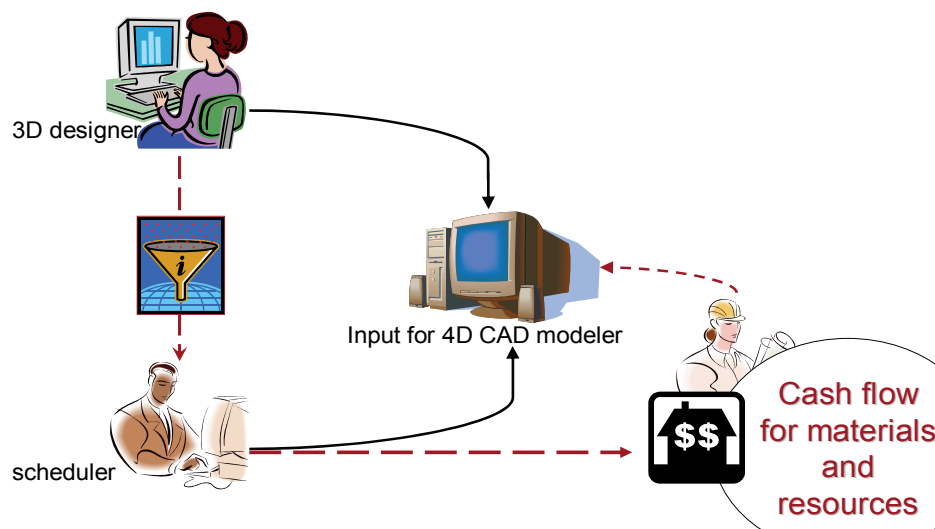 3D designer
i
Input for 4D CAD modeler
scheduler
$$
Cash flow
for materials
and
resources